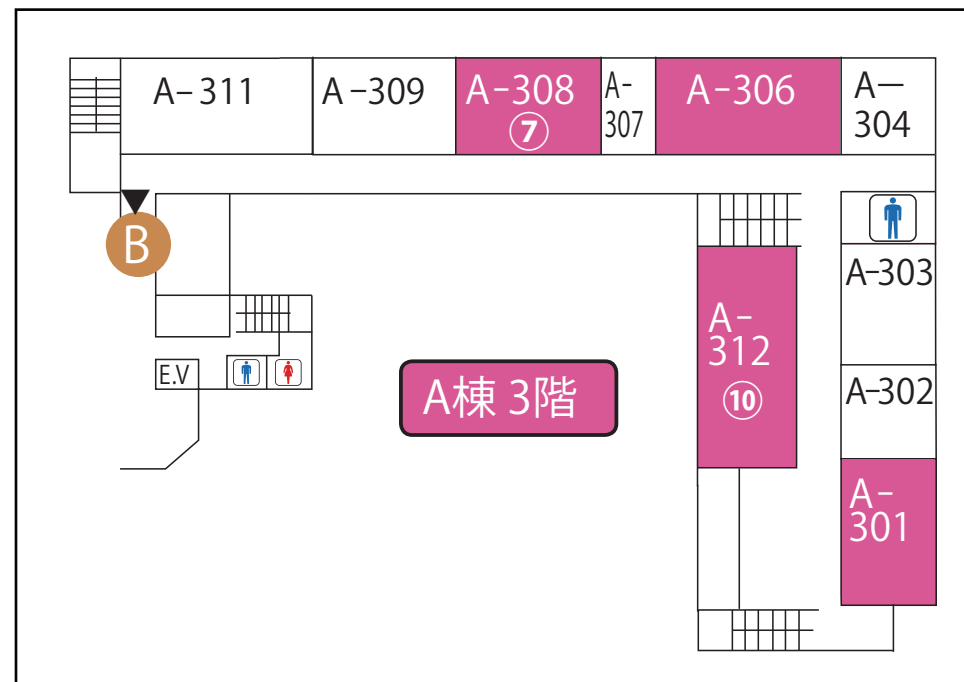 A-311
A-309
A-308
⑦
A-
307
A-306
A—
304
B
A-303
A-
312
⑩
E.V
A棟 3階
A-302
A-
301